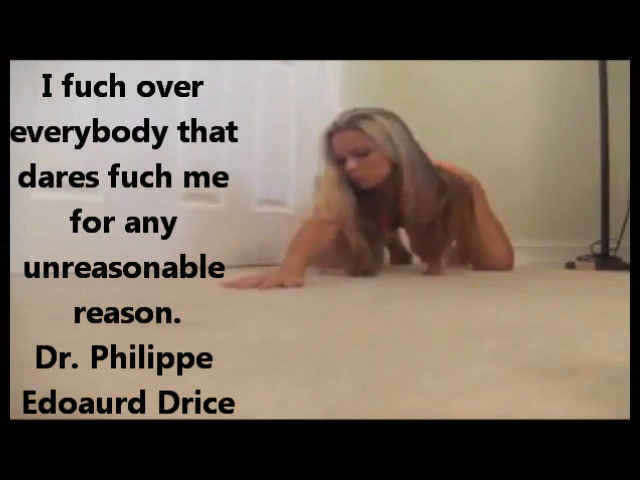 I fuch over
everybody that
dares fuch me
for any
unreasonable
reason.
Dr. Philippe
Edoaurd Drice